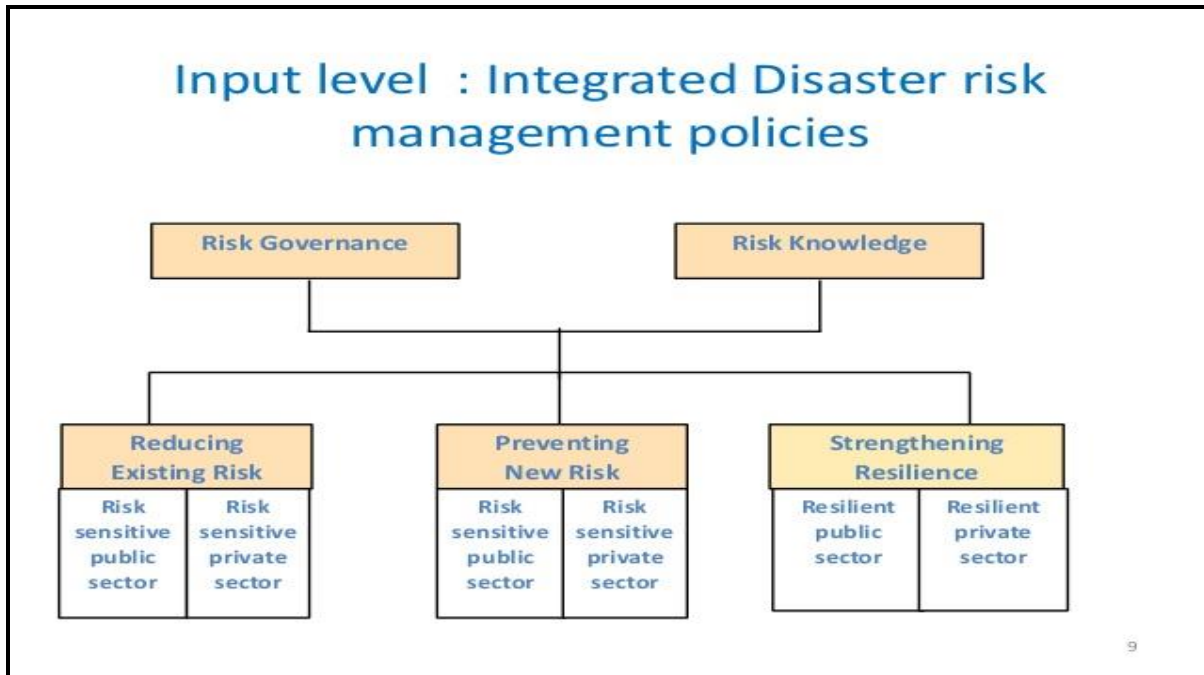 Input level  : Integrated Disaster risk
management policies
Risk Governance
Risk Knowledge
Reducing
Existing Risk
Preventing
New Risk
Strengthening
Resilience
Risk
sensitive
public
sector
Risk
sensitive
private
sector
Risk
sensitive
public
sector
Risk
sensitive
private
sector
Resilient
public
sector
Resilient
private
sector
9